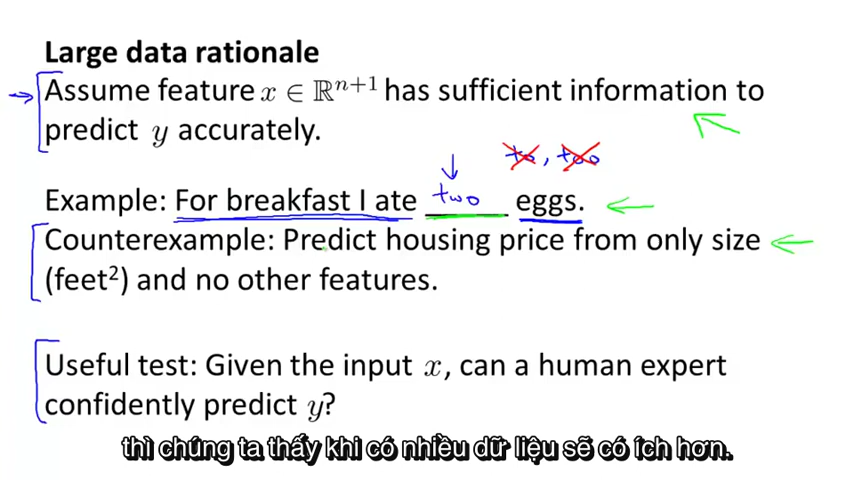 Large data rationale
Assume feature x ∈ ℝⁿ⁺¹ has sufficient information to
predict y accurately.
to, too
Example: For breakfast I ate two eggs.
Counterexample: Predict housing price from only size
(feet²) and no other features.
Useful test: Given the input x, can a human expert
confidently predict y?
thì chúng ta thấy khi có nhiều dữ liệu sẽ có ích hơn.